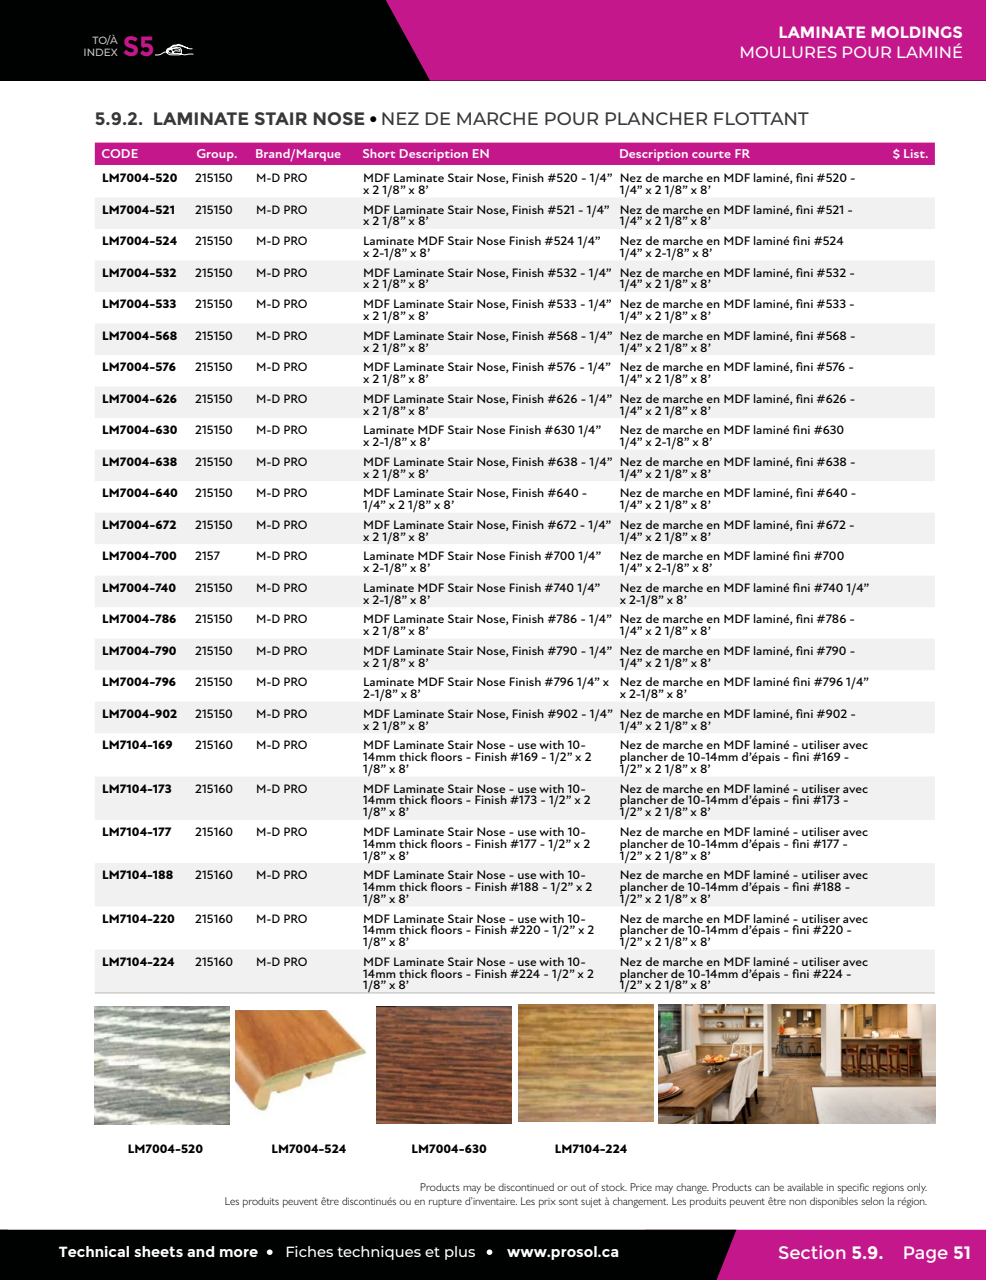 TO/À
INDEX S5
LAMINATE MOLDINGS
MOULURES POUR LAMINÉ
5.9.2. LAMINATE STAIR NOSE • NEZ DE MARCHE POUR PLANCHER FLOTTANT
CODE Group. Brand/Marque Short Description EN Description courte FR $ List.
LM7004-520 215150 M-D PRO MDF Laminate Stair Nose, Finish #520 - 1/4” Nez de marche en MDF laminé, fini #520 -
x 2 1/8” x 8’ 1/4” x 2 1/8” x 8’
LM7004-521 215150 M-D PRO MDF Laminate Stair Nose, Finish #521 - 1/4” Nez de marche en MDF laminé, fini #521 -
x 2 1/8” x 8’ 1/4” x 2 1/8” x 8’
LM7004-524 215150 M-D PRO Laminate MDF Stair Nose Finish #524 1/4” Nez de marche en MDF laminé fini #524
x 2-1/8” x 8’ 1/4” x 2-1/8” x 8’
LM7004-532 215150 M-D PRO MDF Laminate Stair Nose, Finish #532 - 1/4” Nez de marche en MDF laminé, fini #532 -
x 2 1/8” x 8’ 1/4” x 2 1/8” x 8’
LM7004-533 215150 M-D PRO MDF Laminate Stair Nose, Finish #533 - 1/4” Nez de marche en MDF laminé, fini #533 -
x 2 1/8” x 8’ 1/4” x 2 1/8” x 8’
LM7004-568 215150 M-D PRO MDF Laminate Stair Nose, Finish #568 - 1/4” Nez de marche en MDF laminé, fini #568 -
x 2 1/8” x 8’ 1/4” x 2 1/8” x 8’
LM7004-576 215150 M-D PRO MDF Laminate Stair Nose, Finish #576 - 1/4” Nez de marche en MDF laminé, fini #576 -
x 2 1/8” x 8’ 1/4” x 2 1/8” x 8’
LM7004-626 215150 M-D PRO MDF Laminate Stair Nose, Finish #626 - 1/4” Nez de marche en MDF laminé, fini #626 -
x 2 1/8” x 8’ 1/4” x 2 1/8” x 8’
LM7004-630 215150 M-D PRO Laminate MDF Stair Nose Finish #630 1/4” Nez de marche en MDF laminé fini #630
x 2-1/8” x 8’ 1/4” x 2-1/8” x 8’
LM7004-638 215150 M-D PRO MDF Laminate Stair Nose, Finish #638 - 1/4” Nez de marche en MDF laminé, fini #638 -
x 2 1/8” x 8’ 1/4” x 2 1/8” x 8’
LM7004-640 215150 M-D PRO MDF Laminate Stair Nose, Finish #640 - Nez de marche en MDF laminé, fini #640 -
1/4” x 2 1/8” x 8’ 1/4” x 2 1/8” x 8’
LM7004-672 215150 M-D PRO MDF Laminate Stair Nose, Finish #672 - 1/4” Nez de marche en MDF laminé, fini #672 -
x 2 1/8” x 8’ 1/4” x 2 1/8” x 8’
LM7004-700 2157 M-D PRO Laminate MDF Stair Nose Finish #700 1/4” Nez de marche en MDF laminé fini #700
x 2-1/8” x 8’ 1/4” x 2-1/8” x 8’
LM7004-740 215150 M-D PRO Laminate MDF Stair Nose Finish #740 1/4” Nez de marche en MDF laminé fini #740 1/4”
x 2-1/8” x 8’ x 2-1/8” x 8’
LM7004-786 215150 M-D PRO MDF Laminate Stair Nose, Finish #786 - 1/4” Nez de marche en MDF laminé, fini #786 -
x 2 1/8” x 8’ 1/4” x 2 1/8” x 8’
LM7004-790 215150 M-D PRO MDF Laminate Stair Nose, Finish #790 - 1/4” Nez de marche en MDF laminé, fini #790 -
x 2 1/8” x 8’ 1/4” x 2 1/8” x 8’
LM7004-796 215150 M-D PRO Laminate MDF Stair Nose Finish #796 1/4” x Nez de marche en MDF laminé fini #796 1/4”
2-1/8” x 8’ x 2-1/8” x 8’
LM7004-902 215150 M-D PRO MDF Laminate Stair Nose, Finish #902 - 1/4” Nez de marche en MDF laminé, fini #902 -
x 2 1/8” x 8’ 1/4” x 2 1/8” x 8’
LM7104-169 215160 M-D PRO MDF Laminate Stair Nose - use with 10- Nez de marche en MDF laminé - utiliser avec
14mm thick floors - Finish #169 - 1/2” x 2 plancher de 10-14mm d’épais - fini #169 -
1/8” x 8’ 1/2” x 2 1/8” x 8’
LM7104-173 215160 M-D PRO MDF Laminate Stair Nose - use with 10- Nez de marche en MDF laminé - utiliser avec
14mm thick floors - Finish #173 - 1/2” x 2 plancher de 10-14mm d’épais - fini #173 -
1/8” x 8’ 1/2” x 2 1/8” x 8’
LM7104-177 215160 M-D PRO MDF Laminate Stair Nose - use with 10- Nez de marche en MDF laminé - utiliser avec
14mm thick floors - Finish #177 - 1/2” x 2 plancher de 10-14mm d’épais - fini #177 -
1/8” x 8’ 1/2” x 2 1/8” x 8’
LM7104-188 215160 M-D PRO MDF Laminate Stair Nose - use with 10- Nez de marche en MDF laminé - utiliser avec
14mm thick floors - Finish #188 - 1/2” x 2 plancher de 10-14mm d’épais - fini #188 -
1/8” x 8’ 1/2” x 2 1/8” x 8’
LM7104-220 215160 M-D PRO MDF Laminate Stair Nose - use with 10- Nez de marche en MDF laminé - utiliser avec
14mm thick floors - Finish #220 - 1/2” x 2 plancher de 10-14mm d’épais - fini #220 -
1/8” x 8’ 1/2” x 2 1/8” x 8’
LM7104-224 215160 M-D PRO MDF Laminate Stair Nose - use with 10- Nez de marche en MDF laminé - utiliser avec
14mm thick floors - Finish #224 - 1/2” x 2 plancher de 10-14mm d’épais - fini #224 -
1/8” x 8’ 1/2” x 2 1/8” x 8’
LM7004-520 LM7004-524 LM7004-630 LM7104-224
Products may be discontinued or out of stock. Price may change. Products can be available in specific regions only.
Les produits peuvent être discontinués ou en rupture d’inventaire. Les prix sont sujet à changement. Les produits peuvent être non disponibles selon la région.
Technical sheets and more • Fiches techniques et plus • www.prosol.ca
Section 5.9. Page 51